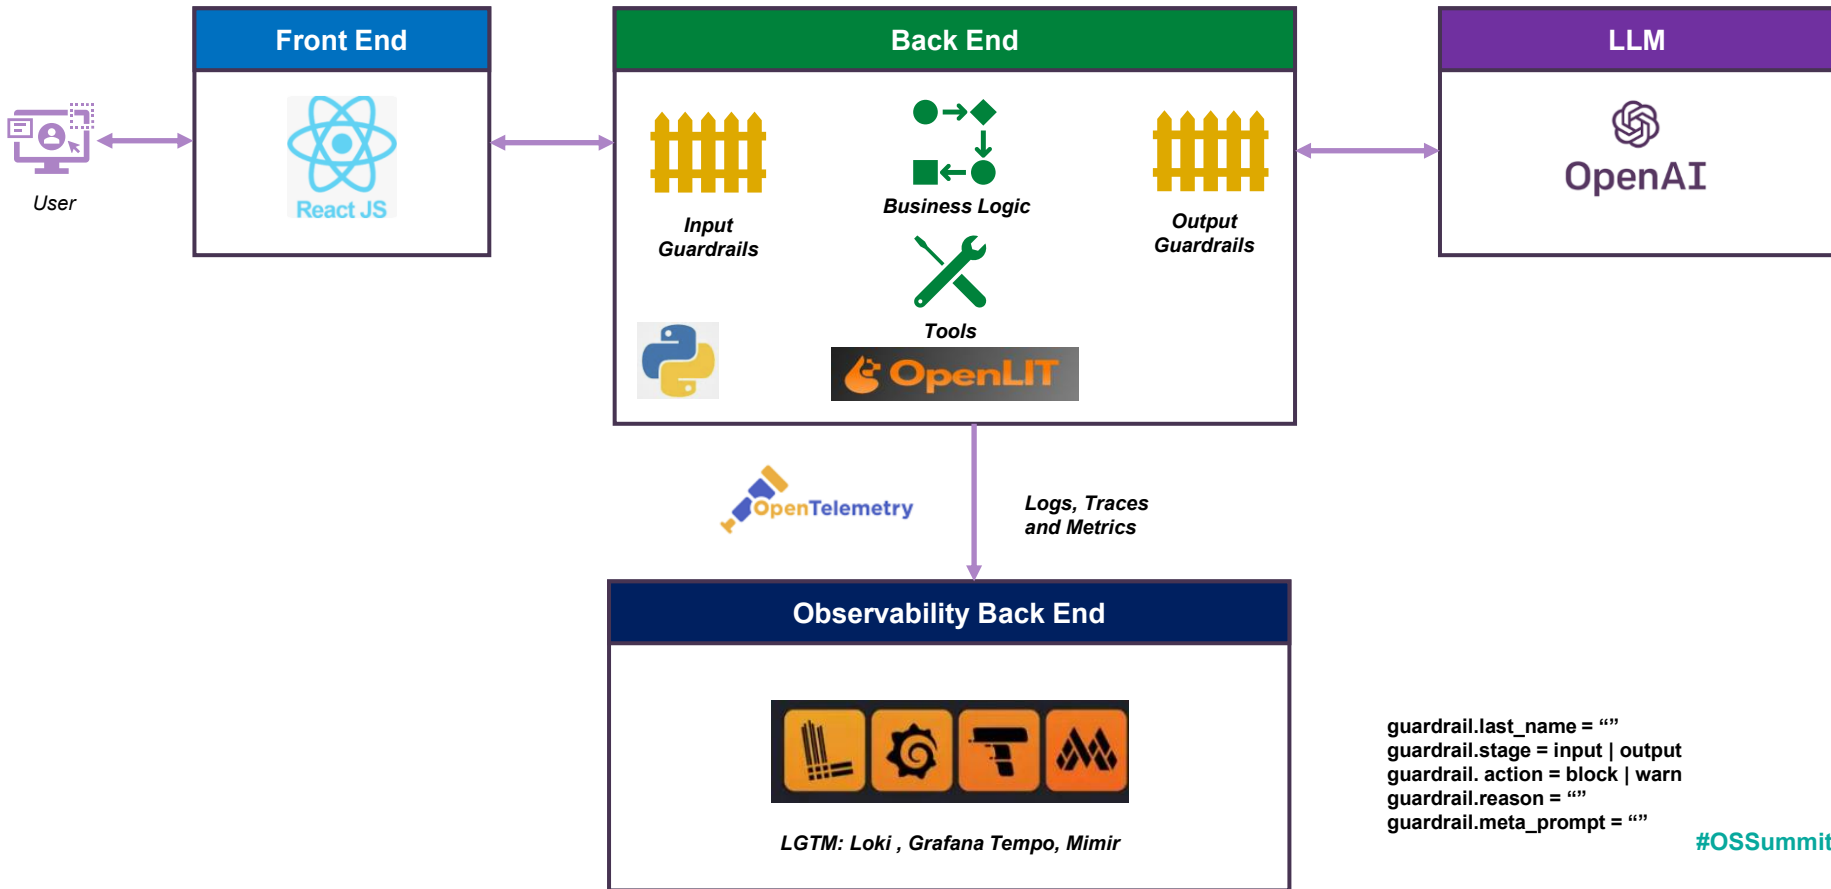 Front End
Back End
LLM
User
React JS
Input
Guardrails
Business Logic
Output
Guardrails
Tools
OpenLIT
OpenAI
OpenTelemetry
Logs, Traces
and Metrics
Observability Back End
LGTM: Loki , Grafana Tempo, Mimir
guardrail.last_name = “”
guardrail.stage = input | output
guardrail. action = block | warn
guardrail.reason = “”
guardrail.meta_prompt = “”
#OSSummit